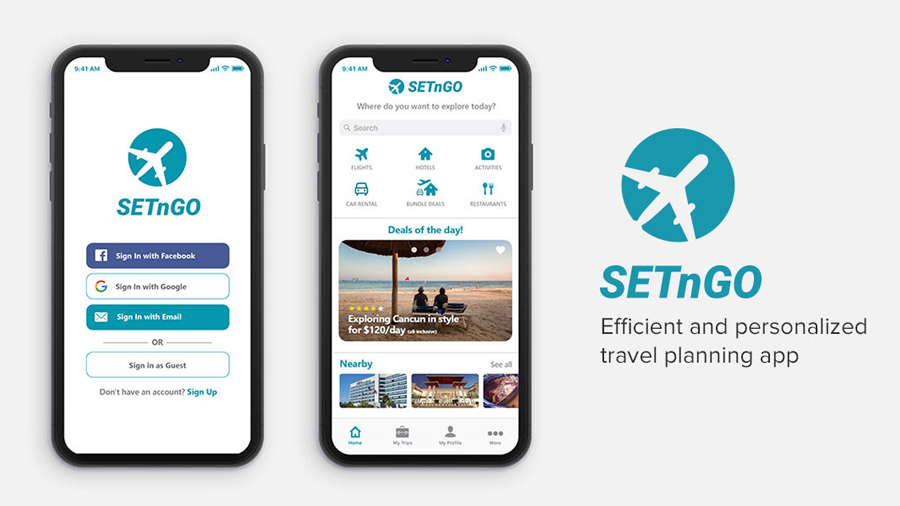 9:41 AM
SETnGO
Sign In with Facebook
Sign In with Google
Sign In with Email
OR
Sign in as Guest
Don't have an account? Sign Up
9:41 AM
SETnGO
Where do you want to explore today?
Search
FLIGHTS
HOTELS
ACTIVITIES
CAR RENTAL
BUNDLE DEALS
RESTAURANTS
Deals of the day!
Exploring Cancun in style
for $120/day (all inclusive)
Nearby
See all
Home
My Trips
My Profile
More
SETnGO
Efficient and personalized
travel planning app